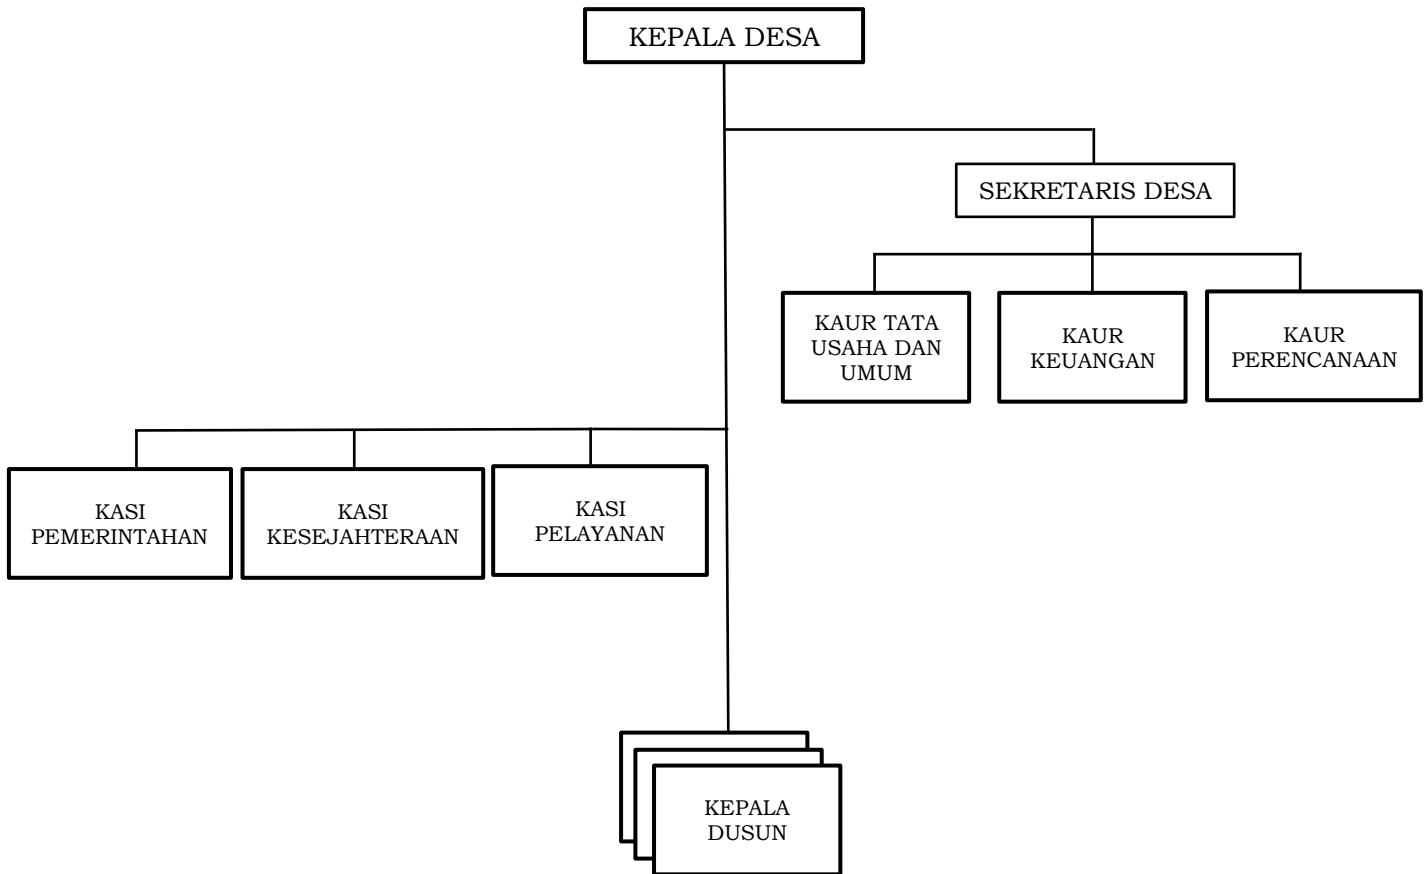 KEPALA DESA
SEKRETARIS DESA
KAUR TATA
USAHA DAN
UMUM
KAUR
KEUANGAN
KAUR
PERENCANAAN
KASI
PEMERINTAHAN
KASI
KESEJAHTERAAN
KASI
PELAYANAN
KEPALA
DUSUN